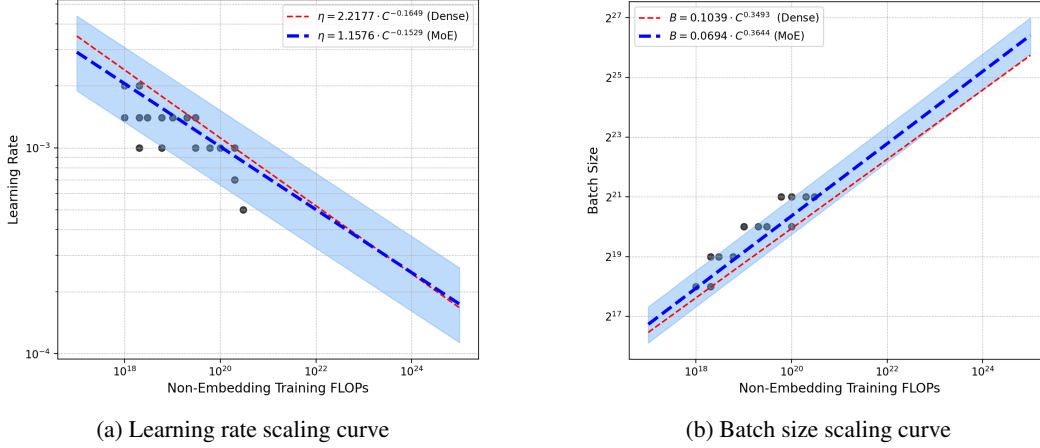 η = 2.2177 · C^−0.1649 (Dense)
η = 1.1576 · C^−0.1529 (MoE)
Learning Rate
10^−3
10^−4
10^18
10^20
10^22
10^24
Non-Embedding Training FLOPs
(a) Learning rate scaling curve
B = 0.1039 · C^0.3493 (Dense)
B = 0.0694 · C^0.3644 (MoE)
Batch Size
2^27
2^25
2^23
2^21
2^19
2^17
10^18
10^20
10^22
10^24
Non-Embedding Training FLOPs
(b) Batch size scaling curve